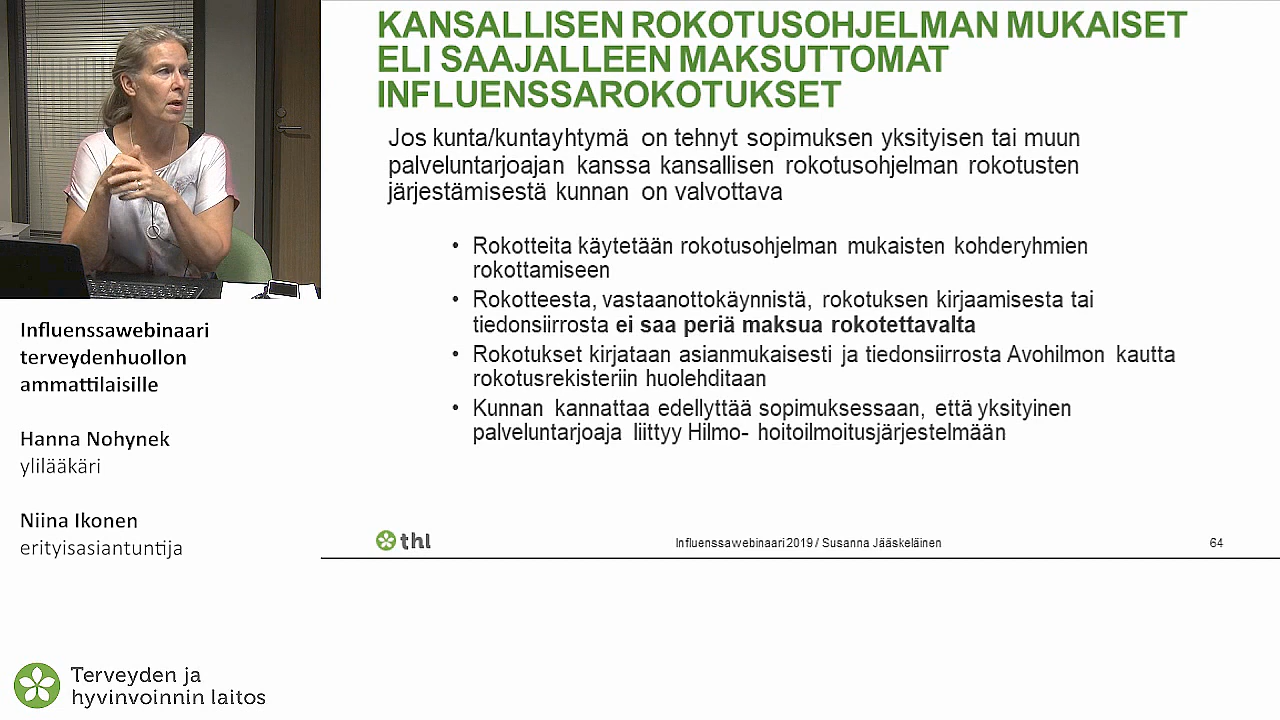 KANSALLISEN ROKOTUSOHJELMAN MUKAISET
ELI SAAJALLEEN MAKSUTTOMAT
INFLUENSSAROKOTUKSET
Jos kunta/kuntayhtymä on tehnyt sopimuksen yksityisen tai muun
palveluntarjoajan kanssa kansallisen rokotusohjelman rokotusten
järjestämisestä kunnan on valvottava
• Rokotteita käytetään rokotusohjelman mukaisten kohderyhmien
rokottamiseen
• Rokotteesta, vastaanottokäynnistä, rokotuksen kirjaamisesta tai
tiedonsiirrosta ei saa periä maksua rokotettavalta
• Rokotukset kirjataan asianmukaisesti ja tiedonsiirrosta Avohilmon kautta
rokotusrekisteriin huolehditaan
• Kunnan kannattaa edellyttää sopimuksessaan, että yksityinen
palveluntarjoaja liittyy Hilmo- hoitoilmoitusjärjestelmään
thl
Influenssawebinaari 2019 / Susanna Jääskeläinen
64
Influenssawebinaari
terveydenhuollon
ammattilaisille
Hanna Nohynek
ylilääkäri
Niina Ikonen
erityisasiantuntija
Terveyden ja
hyvinvoinnin laitos